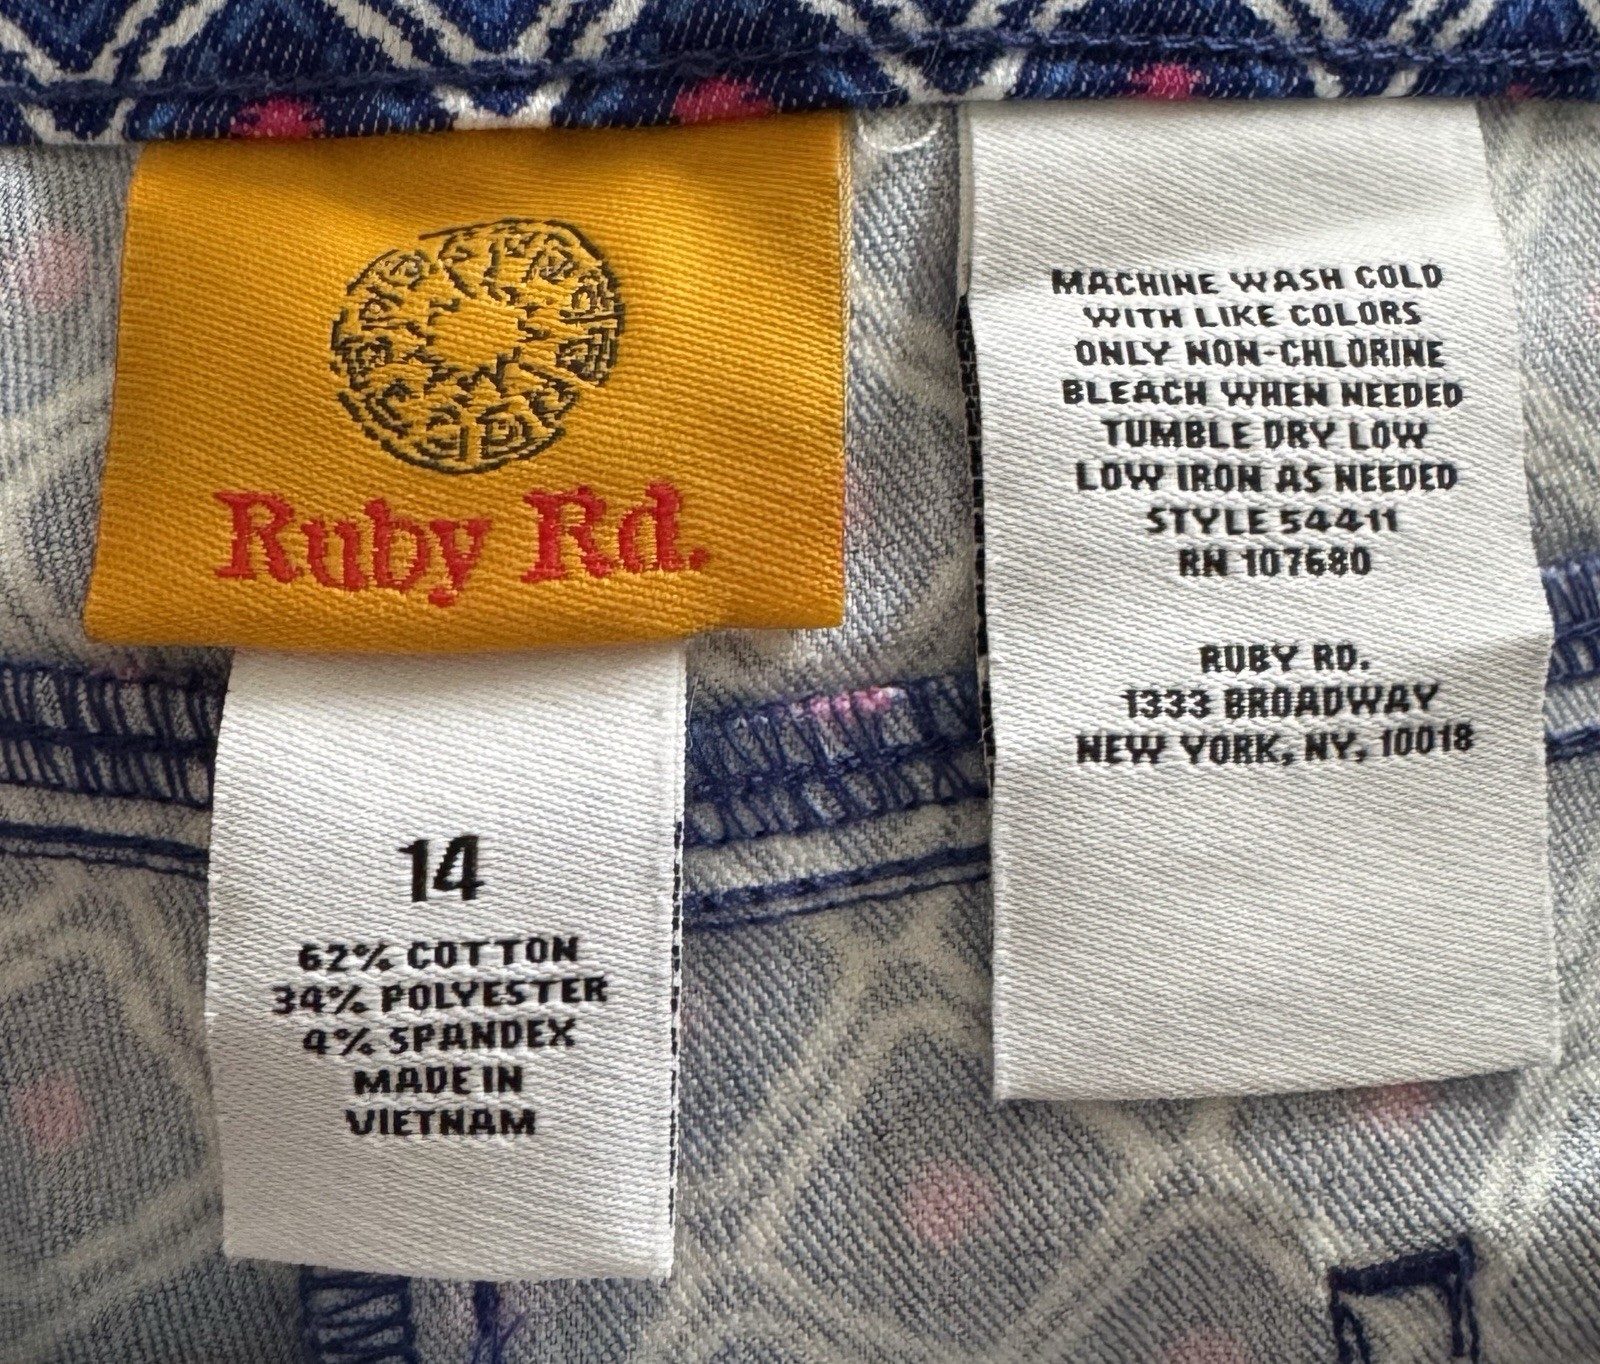 Ruby Rd.
14
62% COTTON
34% POLYESTER
4% SPANDEX
MADE IN
VIETNAM
MACHINE WASH COLD
WITH LIKE COLORS
ONLY NON-CHLORINE
BLEACH WHEN NEEDED
TUMBLE DRY LOW
LOW IRON AS NEEDED
STYLE 54411
RN 107680
RUBY RD.
1333 BROADWAY
NEW YORK, NY, 10018